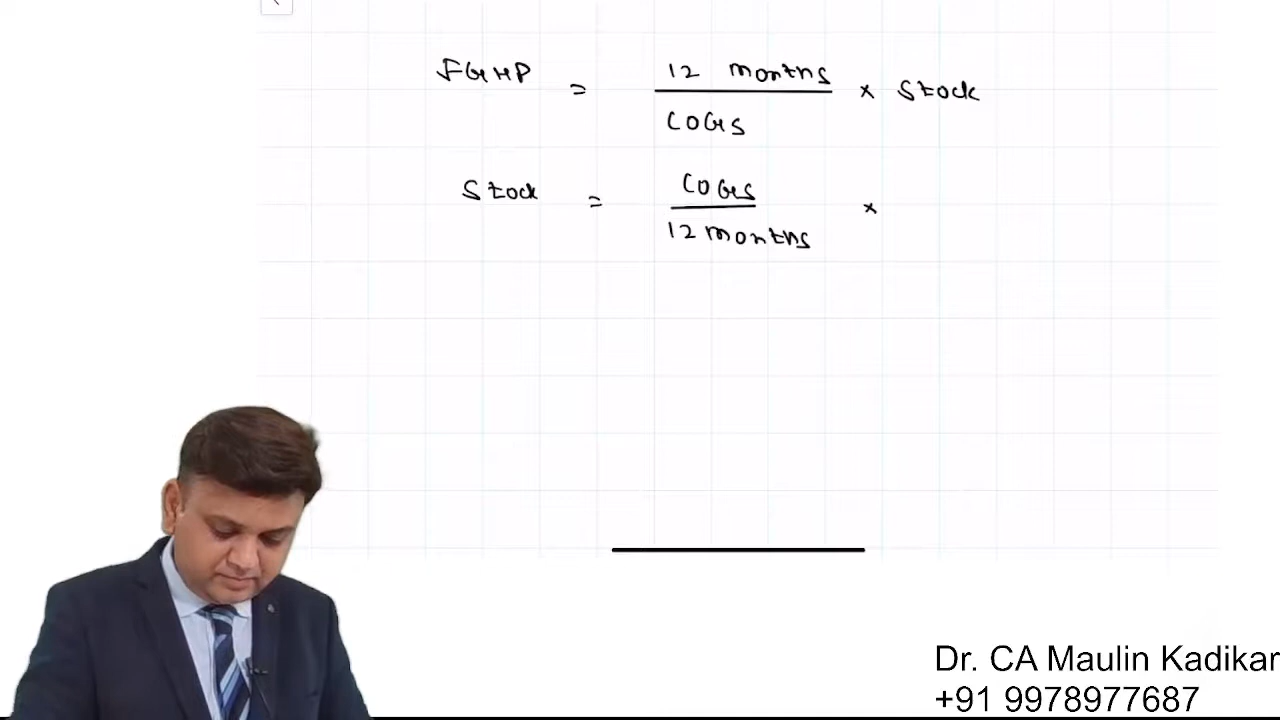 FGHP = 12 months / COGS × Stock
Stock = COGS / 12 months ×
Dr. CA Maulin Kadikar
+91 9978977687